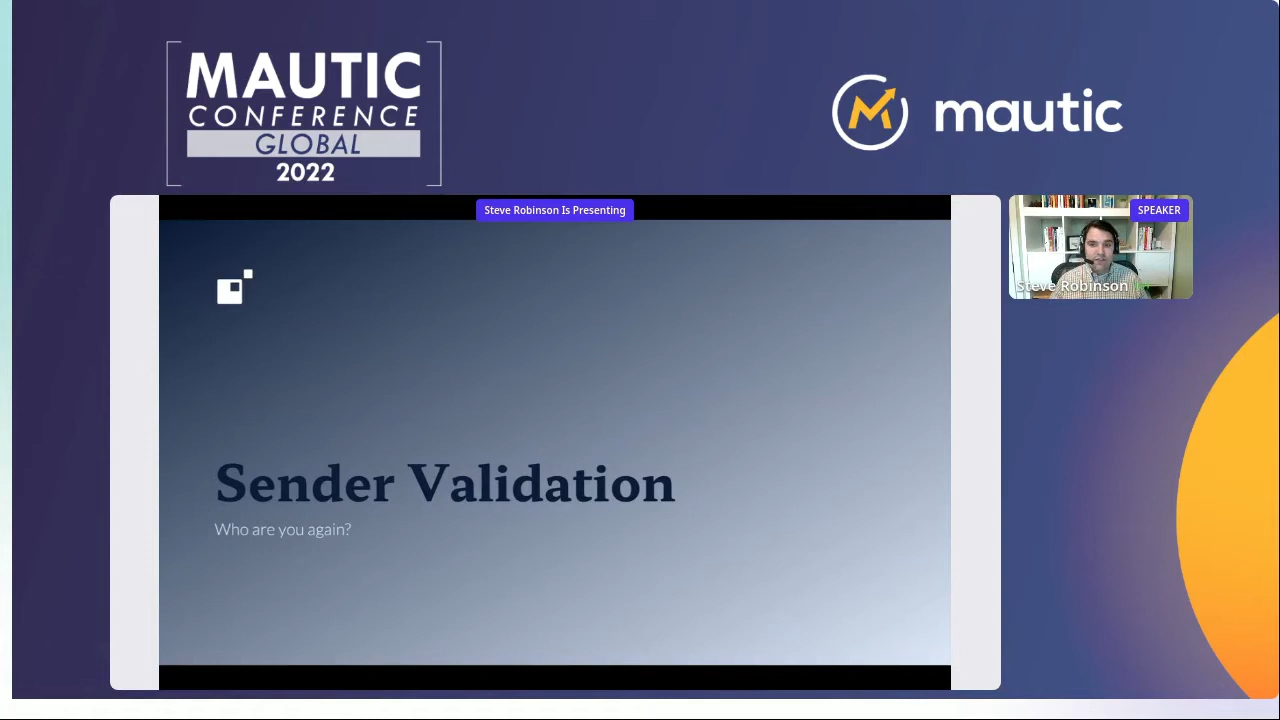 MAUTIC
CONFERENCE
GLOBAL
2022
mautic
Steve Robinson Is Presenting
SPEAKER
Steve Robinson
Sender Validation
Who are you again?